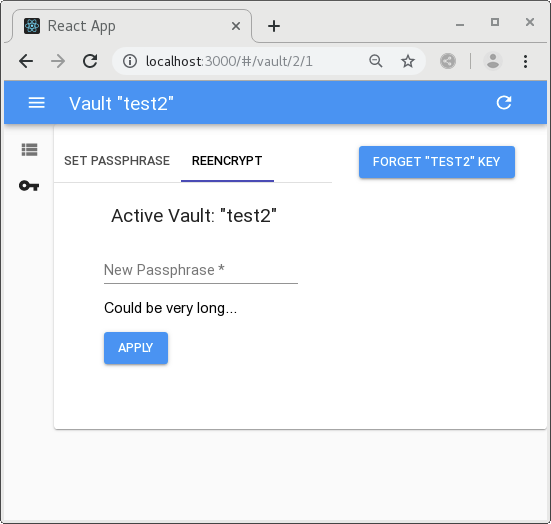 React App
localhost:3000/#/vault/2/1
Vault "test2"
SET PASSPHRASE
REENCRYPT
FORGET "TEST2" KEY
Active Vault: "test2"
New Passphrase *
Could be very long...
APPLY